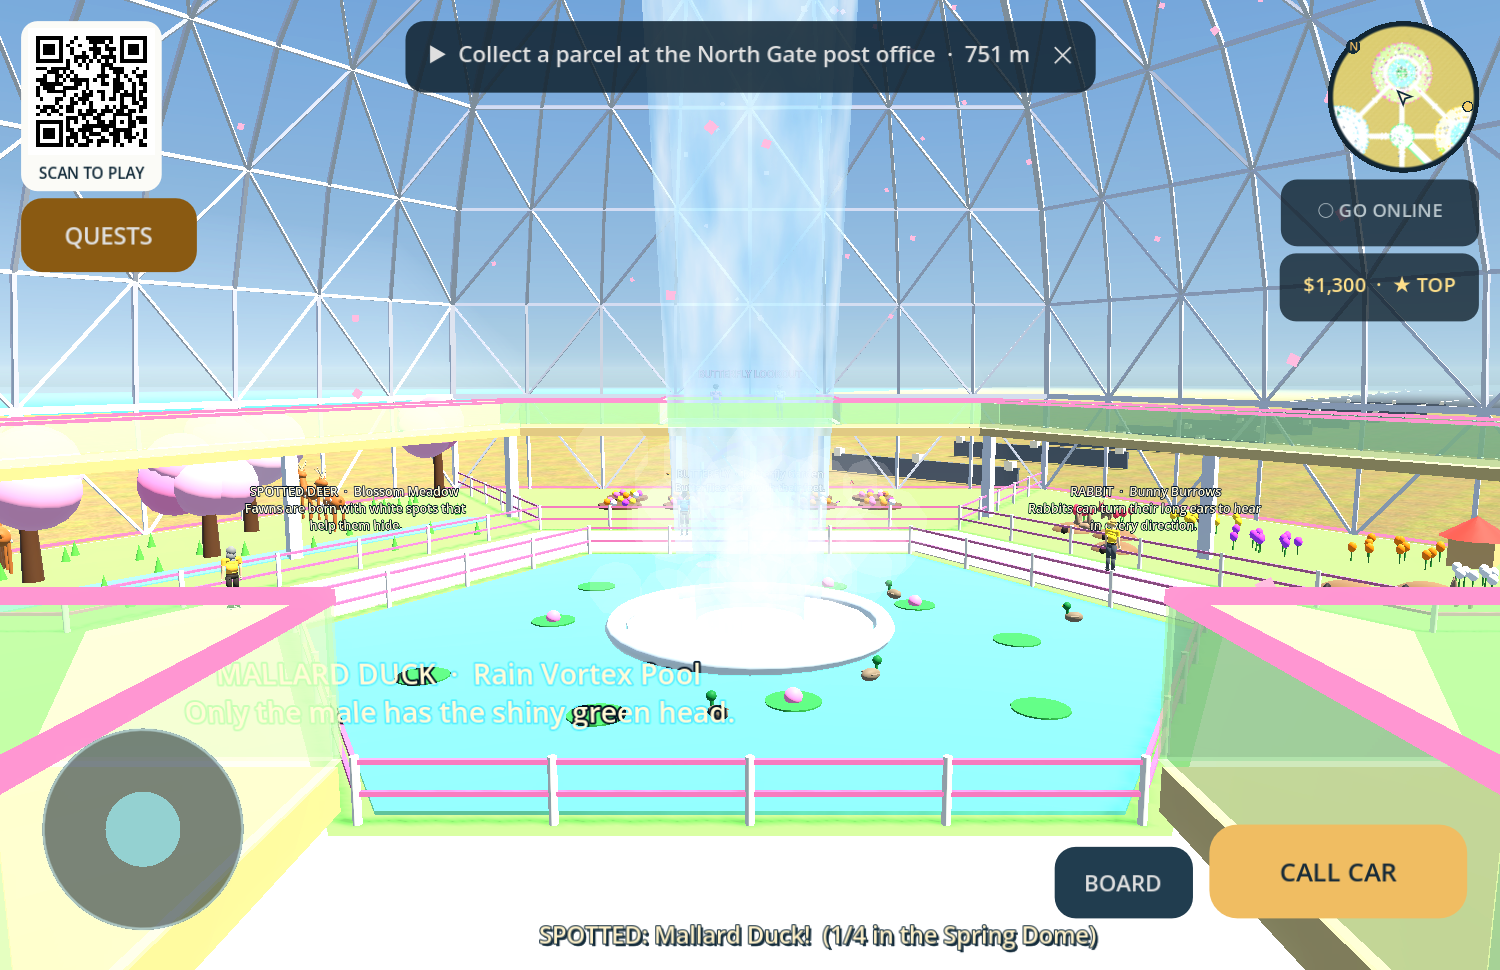 ▶ Collect a parcel at the North Gate post office · 751 m ×
SCAN TO PLAY
QUESTS
N
GO ONLINE
$1,300 · ★ TOP
SPOTTED DEER · Blossom Meadow
Fawns are born with white spots that
help them hide.
RABBIT · Bunny Burrows
Rabbits can turn their long ears to hear
in every direction.
MALLARD DUCK · Rain Vortex Pool
Only the male has the shiny green head.
BOARD
CALL CAR
SPOTTED: Mallard Duck! (1/4 in the Spring Dome)